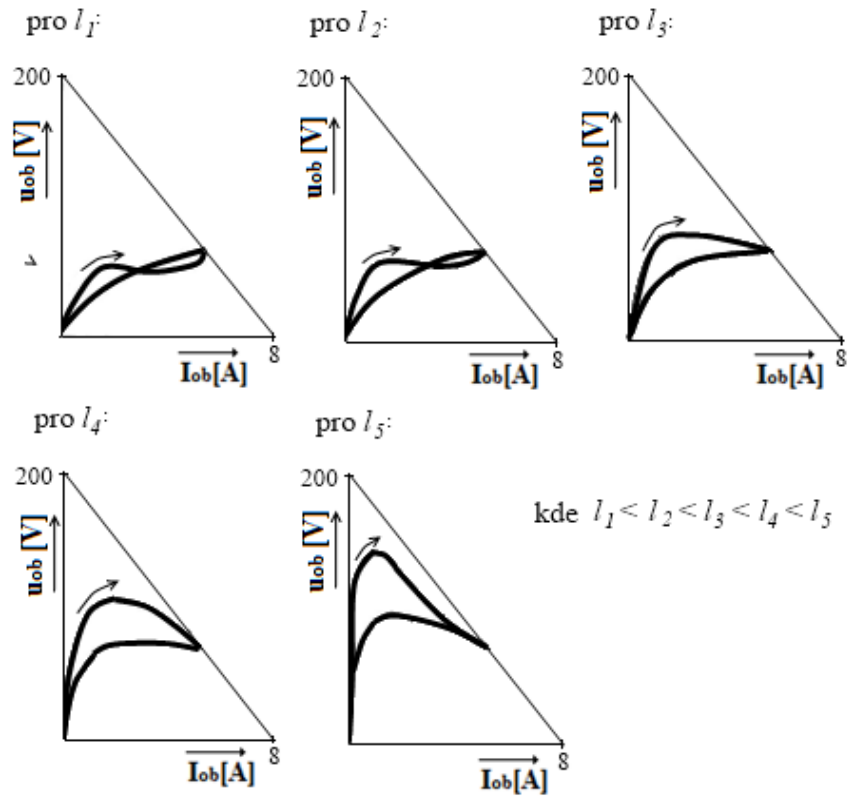 pro l₁:
200
uob [V]
8
Iob[A]
pro l₂:
200
uob [V]
8
Iob[A]
pro l₃:
200
uob [V]
8
Iob[A]
pro l₄:
200
uob [V]
8
Iob[A]
pro l₅:
200
uob [V]
8
Iob[A]
kde l₁ < l₂ < l₃ < l₄ < l₅